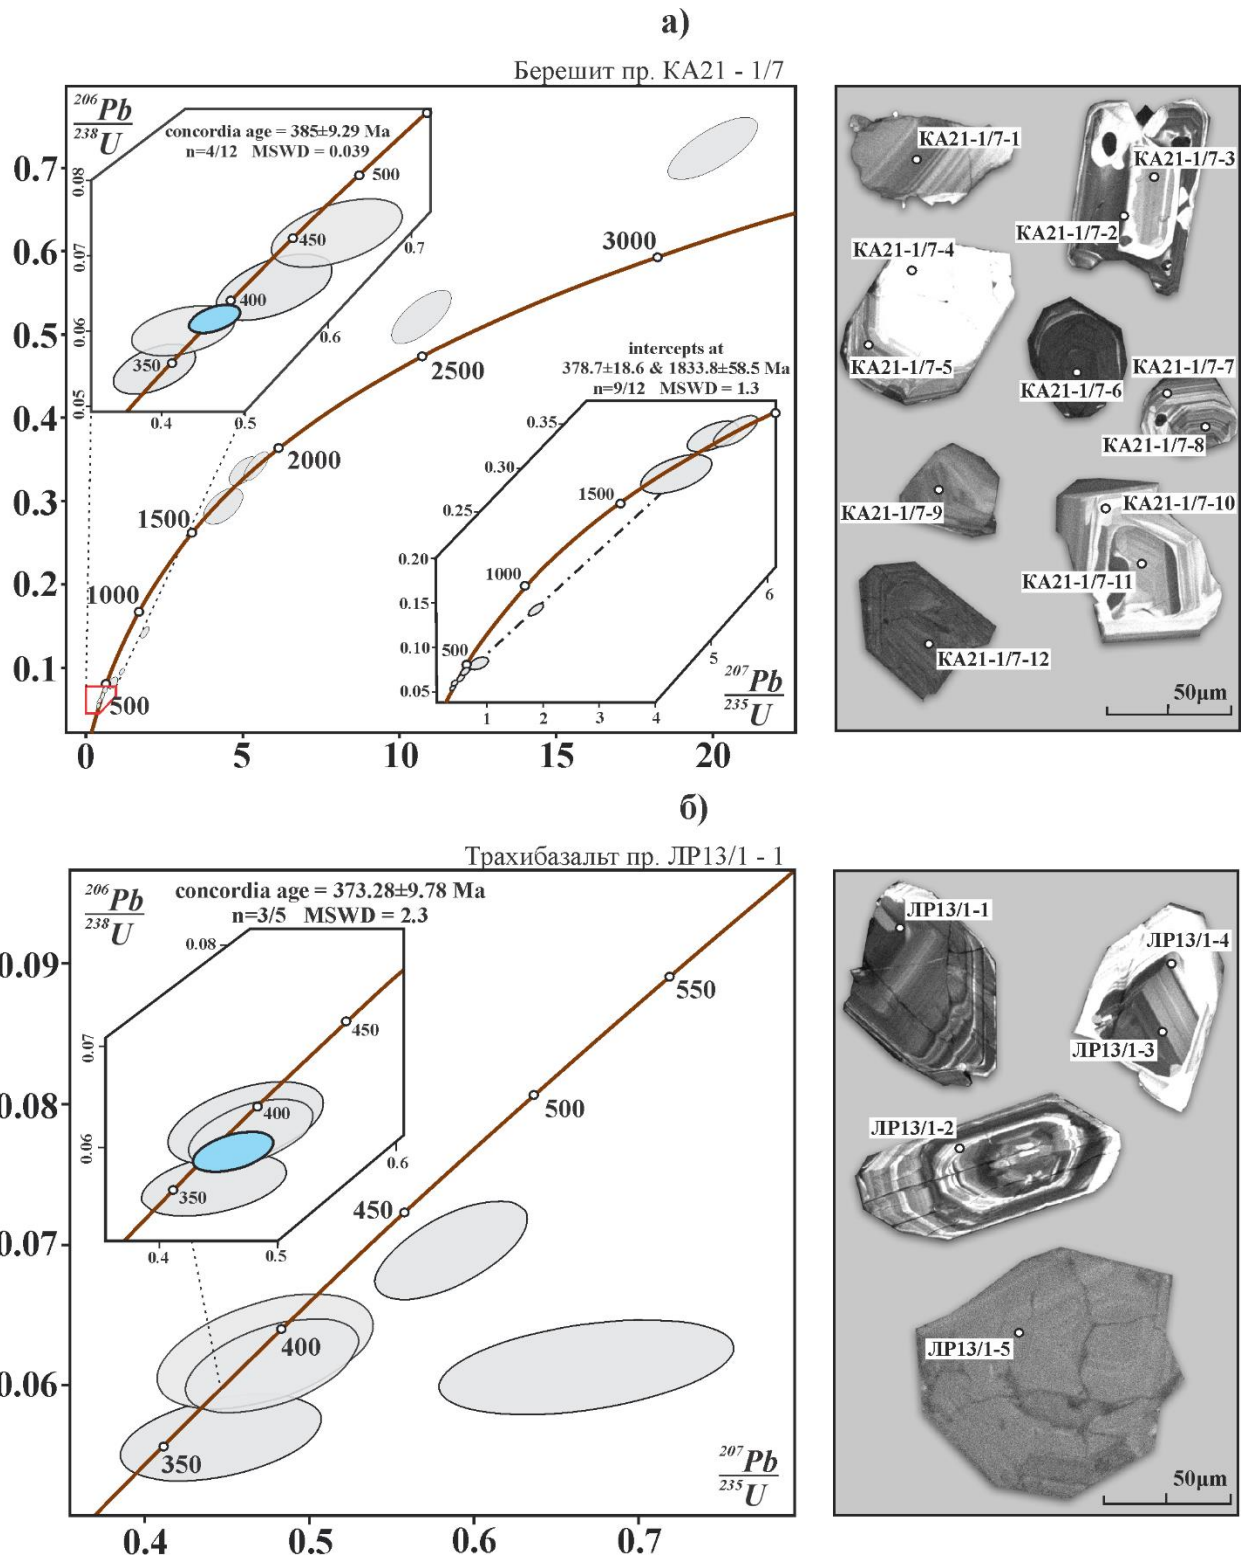 а)
Берешит пр. КА21 - 1/7
206Pb
238U
concordia age = 385±9.29 Ma
n=4/12 MSWD = 0.039
500
450
400
350
0.08
0.07
0.06
0.05
0.4
0.5
0.6
0.7
0.7
0.6
0.5
0.4
0.3
0.2
0.1
3000
2500
2000
1500
1000
500
intercepts at
378.7±18.6 & 1833.8±58.5 Ma
n=9/12 MSWD = 1.3
0.35
0.30
0.25
0.20
0.15
0.10
0.05
1500
1000
500
1
2
3
4
5
6
207Pb
235U
0
5
10
15
20
КА21-1/7-1
КА21-1/7-3
КА21-1/7-2
КА21-1/7-4
КА21-1/7-5
КА21-1/7-6
КА21-1/7-7
КА21-1/7-8
КА21-1/7-9
КА21-1/7-10
КА21-1/7-11
КА21-1/7-12
50µm
б)
Трахибазальт пр. ЛР13/1 - 1
206Pb
238U
concordia age = 373.28±9.78 Ma
n=3/5 MSWD = 2.3
0.08
0.07
0.06
450
400
350
0.4
0.5
0.6
0.09
0.08
0.07
0.06
550
500
450
400
350
207Pb
235U
0.4
0.5
0.6
0.7
ЛР13/1-1
ЛР13/1-4
ЛР13/1-3
ЛР13/1-2
ЛР13/1-5
50µm